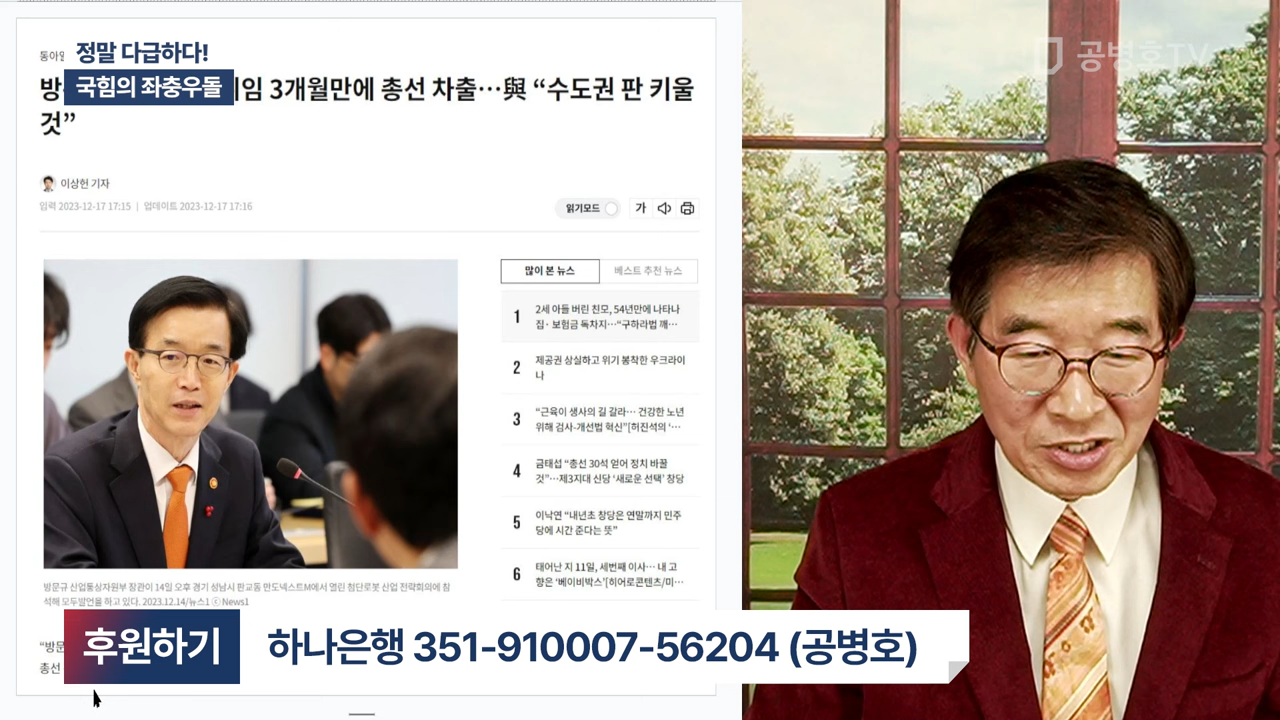 동아일
정말 다급하다!
국힘의 좌충우돌
임 3개월만에 총선 차출…與 “수도권 판 키울
것”
이상헌 기자
입력 2023-12-17 17:15 | 업데이트 2023-12-17 17:16
읽기모드
가
많이 본 뉴스
베스트 추천 뉴스
1 2세 아들 버린 친모, 54년만에 나타나
집· 보험금 독차지…“구하라법 깨…
2 제공권 상실하고 위기 봉착한 우크라이
나
3 “근육이 생사의 길 갈라… 건강한 노년
위해 검사-개선법 혁신”[허진석의 ‘…
4 금태섭 “총선 30석 얻어 정치 바꿀
것”…제3지대 신당 ‘새로운 선택’ 창당
5 이낙연 “내년초 창당은 연말까지 민주
당에 시간 준다는 뜻”
6 태어난 지 11일, 세번째 이사… 내 고
향은 ‘베이비박스’[히어로콘텐츠/미…
방문규 산업통상자원부 장관이 14일 오후 경기 성남시 판교동 만도넥스트M에서 열린 첨단로봇 산업 전략회의에 참
석해 모두발언을 하고 있다. 2023.12.14/뉴스1 ⓒ News1
“방문
총선
후원하기
하나은행 351-910007-56204 (공병호)
공병호TV